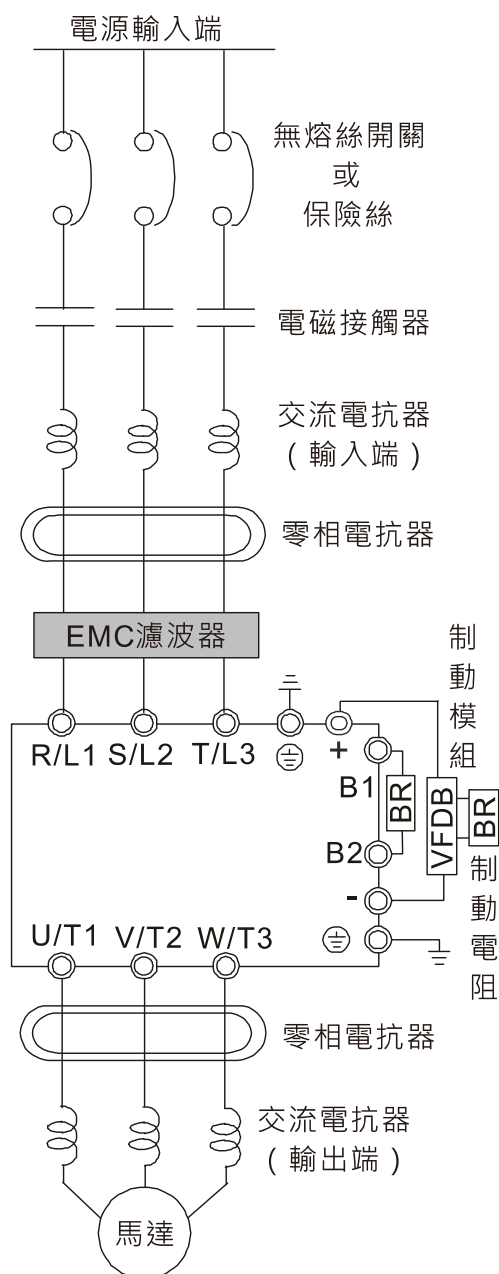 電源輸入端
無熔絲開關
或
保險絲
電磁接觸器
交流電抗器
(輸入端)
零相電抗器
EMC濾波器
制動模組
R/L1 S/L2 T/L3
+
B1
BR
VFDB
BR
B2
-
制動電阻
U/T1 V/T2 W/T3
零相電抗器
交流電抗器
(輸出端)
馬達